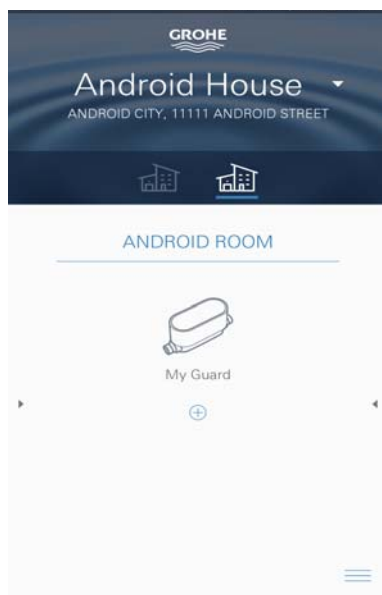 GROHE
Android House
ANDROID CITY, 11111 ANDROID STREET
ANDROID ROOM
My Guard